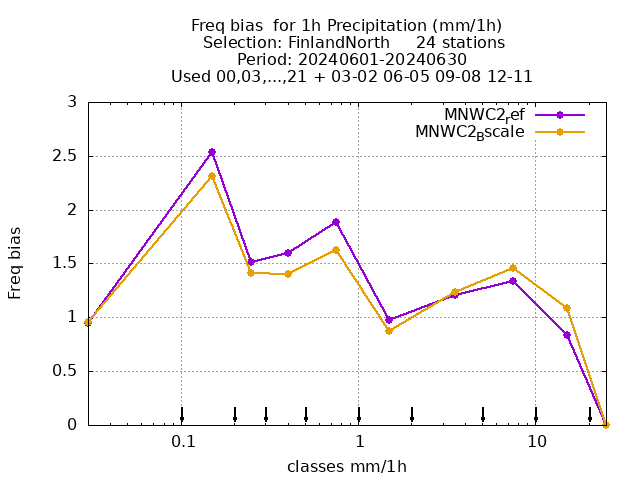 Freq bias  for 1h Precipitation (mm/1h)
Selection: FinlandNorth     24 stations
Period: 20240601-20240630
Used 00,03,...,21 + 03-02 06-05 09-08 12-11
MNWC2ref
MNWC2Bscale
3
2.5
2
1.5
1
0.5
0
Freq bias
0.1
1
10
classes mm/1h